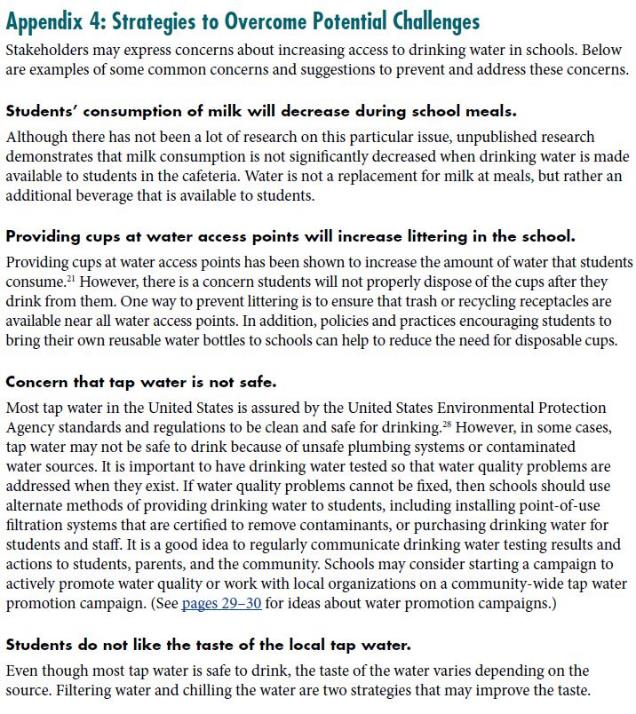 Appendix 4: Strategies to Overcome Potential Challenges
Stakeholders may express concerns about increasing access to drinking water in schools. Below
are examples of some common concerns and suggestions to prevent and address these concerns.
Students’ consumption of milk will decrease during school meals.
Although there has not been a lot of research on this particular issue, unpublished research
demonstrates that milk consumption is not significantly decreased when drinking water is made
available to students in the cafeteria. Water is not a replacement for milk at meals, but rather an
additional beverage that is available to students.
Providing cups at water access points will increase littering in the school.
Providing cups at water access points has been shown to increase the amount of water that students
consume.²¹ However, there is a concern students will not properly dispose of the cups after they
drink from them. One way to prevent littering is to ensure that trash or recycling receptacles are
available near all water access points. In addition, policies and practices encouraging students to
bring their own reusable water bottles to schools can help to reduce the need for disposable cups.
Concern that tap water is not safe.
Most tap water in the United States is assured by the United States Environmental Protection
Agency standards and regulations to be clean and safe for drinking.²⁸ However, in some cases,
tap water may not be safe to drink because of unsafe plumbing systems or contaminated
water sources. It is important to have drinking water tested so that water quality problems are
addressed when they exist. If water quality problems cannot be fixed, then schools should use
alternate methods of providing drinking water to students, including installing point-of-use
filtration systems that are certified to remove contaminants, or purchasing drinking water for
students and staff. It is a good idea to regularly communicate drinking water testing results and
actions to students, parents, and the community. Schools may consider starting a campaign to
actively promote water quality or work with local organizations on a community-wide tap water
promotion campaign. (See pages 29–30 for ideas about water promotion campaigns.)
Students do not like the taste of the local tap water.
Even though most tap water is safe to drink, the taste of the water varies depending on the
source. Filtering water and chilling the water are two strategies that may improve the taste.